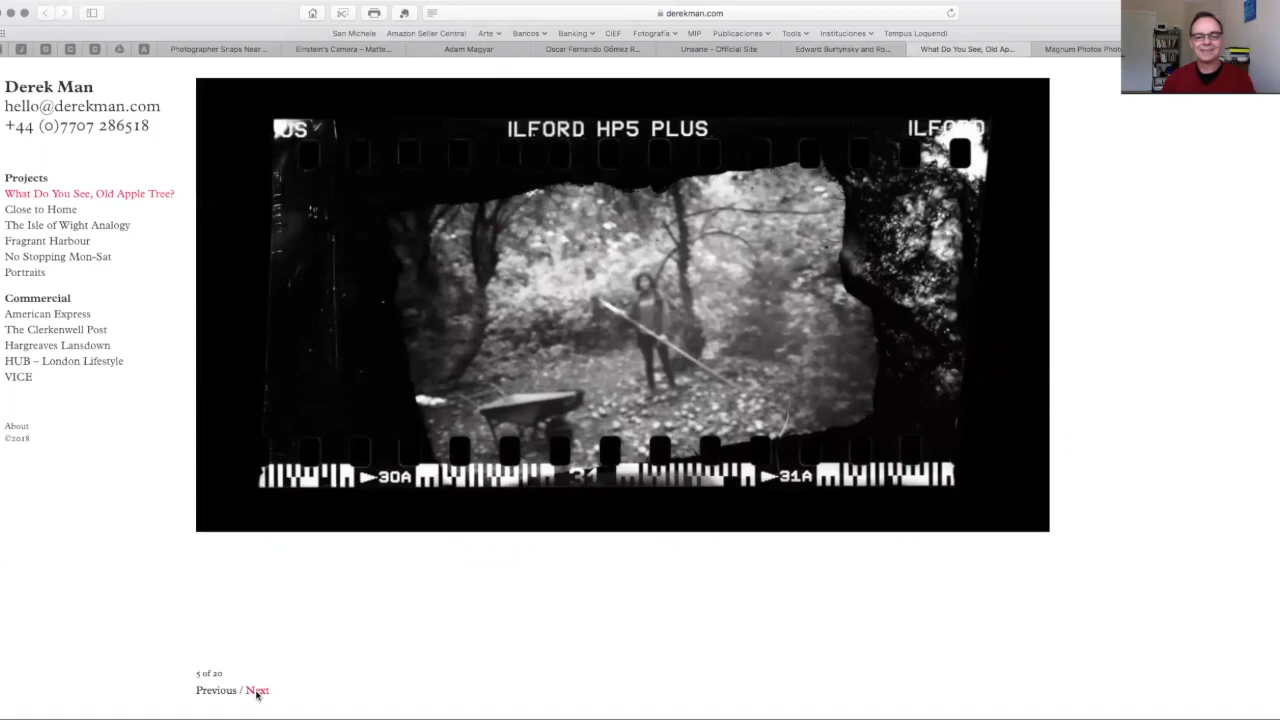 derekman.com
San Michele Amazon Seller Central Arte Bancos Banking CIEF Fotografía MIP Publicaciones Tools Instituciones Tempus Loquendi
J G C C A Photographer Snaps Near... Einstein's Camera – Matte... Adam Magyar Oscar Fernando Gómez R... Unsane – Official Site Edward Burtynsky and Ro... What Do You See, Old Ap... Magnum Photos Phot
Derek Man
hello@derekman.com
+44 (0)7707 286518
Projects
What Do You See, Old Apple Tree?
Close to Home
The Isle of Wight Analogy
Fragrant Harbour
No Stopping Mon-Sat
Portraits
Commercial
American Express
The Clerkenwell Post
Hargreaves Lansdown
HUB – London Lifestyle
VICE
About
©2018
US ILFORD HP5 PLUS ILFORD
30A 31 31A
5 of 20
Previous / Next